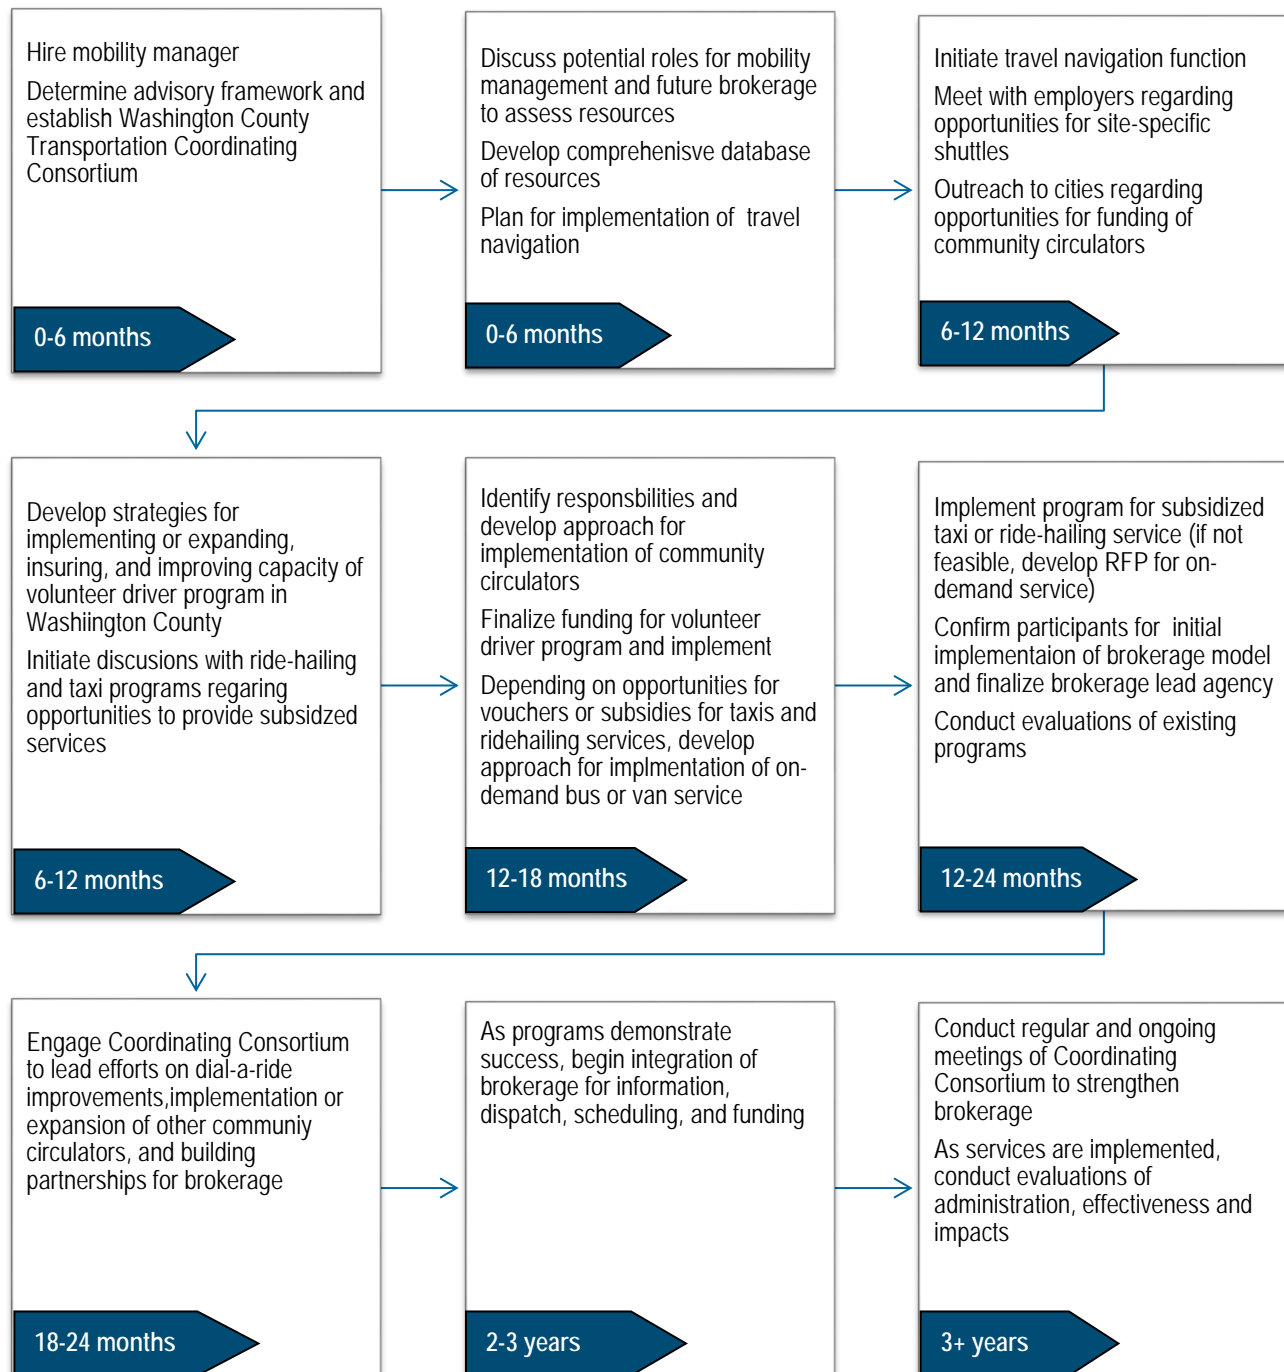 Hire mobility manager
Determine advisory framework and
establish Washington County
Transportation Coordinating
Consortium
0-6 months
Discuss potential roles for mobility
management and future brokerage
to assess resources
Develop comprehenisve database
of resources
Plan for implementation of travel
navigation
0-6 months
Initiate travel navigation function
Meet with employers regarding
opportunities for site-specific
shuttles
Outreach to cities regarding
opportunities for funding of
community circulators
6-12 months
Develop strategies for
implementing or expanding,
insuring, and improving capacity of
volunteer driver program in
Washiington County
Initiate discusions with ride-hailing
and taxi programs regaring
opportunities to provide subsidzed
services
6-12 months
Identify responsbilities and
develop approach for
implementation of community
circulators
Finalize funding for volunteer
driver program and implement
Depending on opportunities for
vouchers or subsidies for taxis and
ridehailing services, develop
approach for implmentation of on-
demand bus or van service
12-18 months
Implement program for subsidized
taxi or ride-hailing service (if not
feasible, develop RFP for on-
demand service)
Confirm participants for initial
implementaion of brokerage model
and finalize brokerage lead agency
Conduct evaluations of existing
programs
12-24 months
Engage Coordinating Consortium
to lead efforts on dial-a-ride
improvements,implementation or
expansion of other communiy
circulators, and building
partnerships for brokerage
18-24 months
As programs demonstrate
success, begin integration of
brokerage for information,
dispatch, scheduling, and funding
2-3 years
Conduct regular and ongoing
meetings of Coordinating
Consortium to strengthen
brokerage
As services are implemented,
conduct evaluations of
administration, effectiveness and
impacts
3+ years